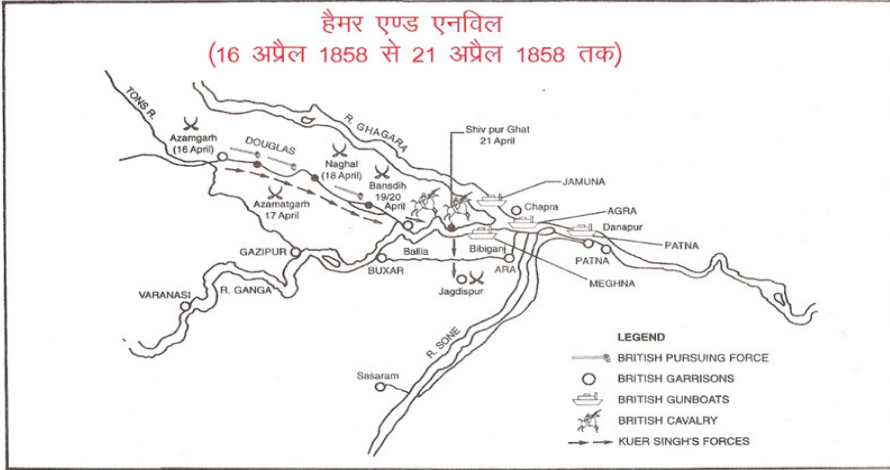 हैमर एण्ड एनविल
(16 अप्रैल 1858 से 21 अप्रैल 1858 तक)
TONS R.
R. GHAGARA
Shiv pur Ghat
21 April
Azamgarh
(16 April)
DOUGLAS
Naghal
(18 April)
Bansdih
19/20
April
JAMUNA
Azamatgarh
17 April
Chapra
AGRA
Danapur
PATNA
GAZIPUR
Ballia
Bibiganj
PATNA
BUXAR
ARA
MEGHNA
VARANASI
R. GANGA
Jagdispur
R. SONE
Sasaram
LEGEND
BRITISH PURSUING FORCE
BRITISH GARRISONS
BRITISH GUNBOATS
BRITISH CAVALRY
KUER SINGH'S FORCES